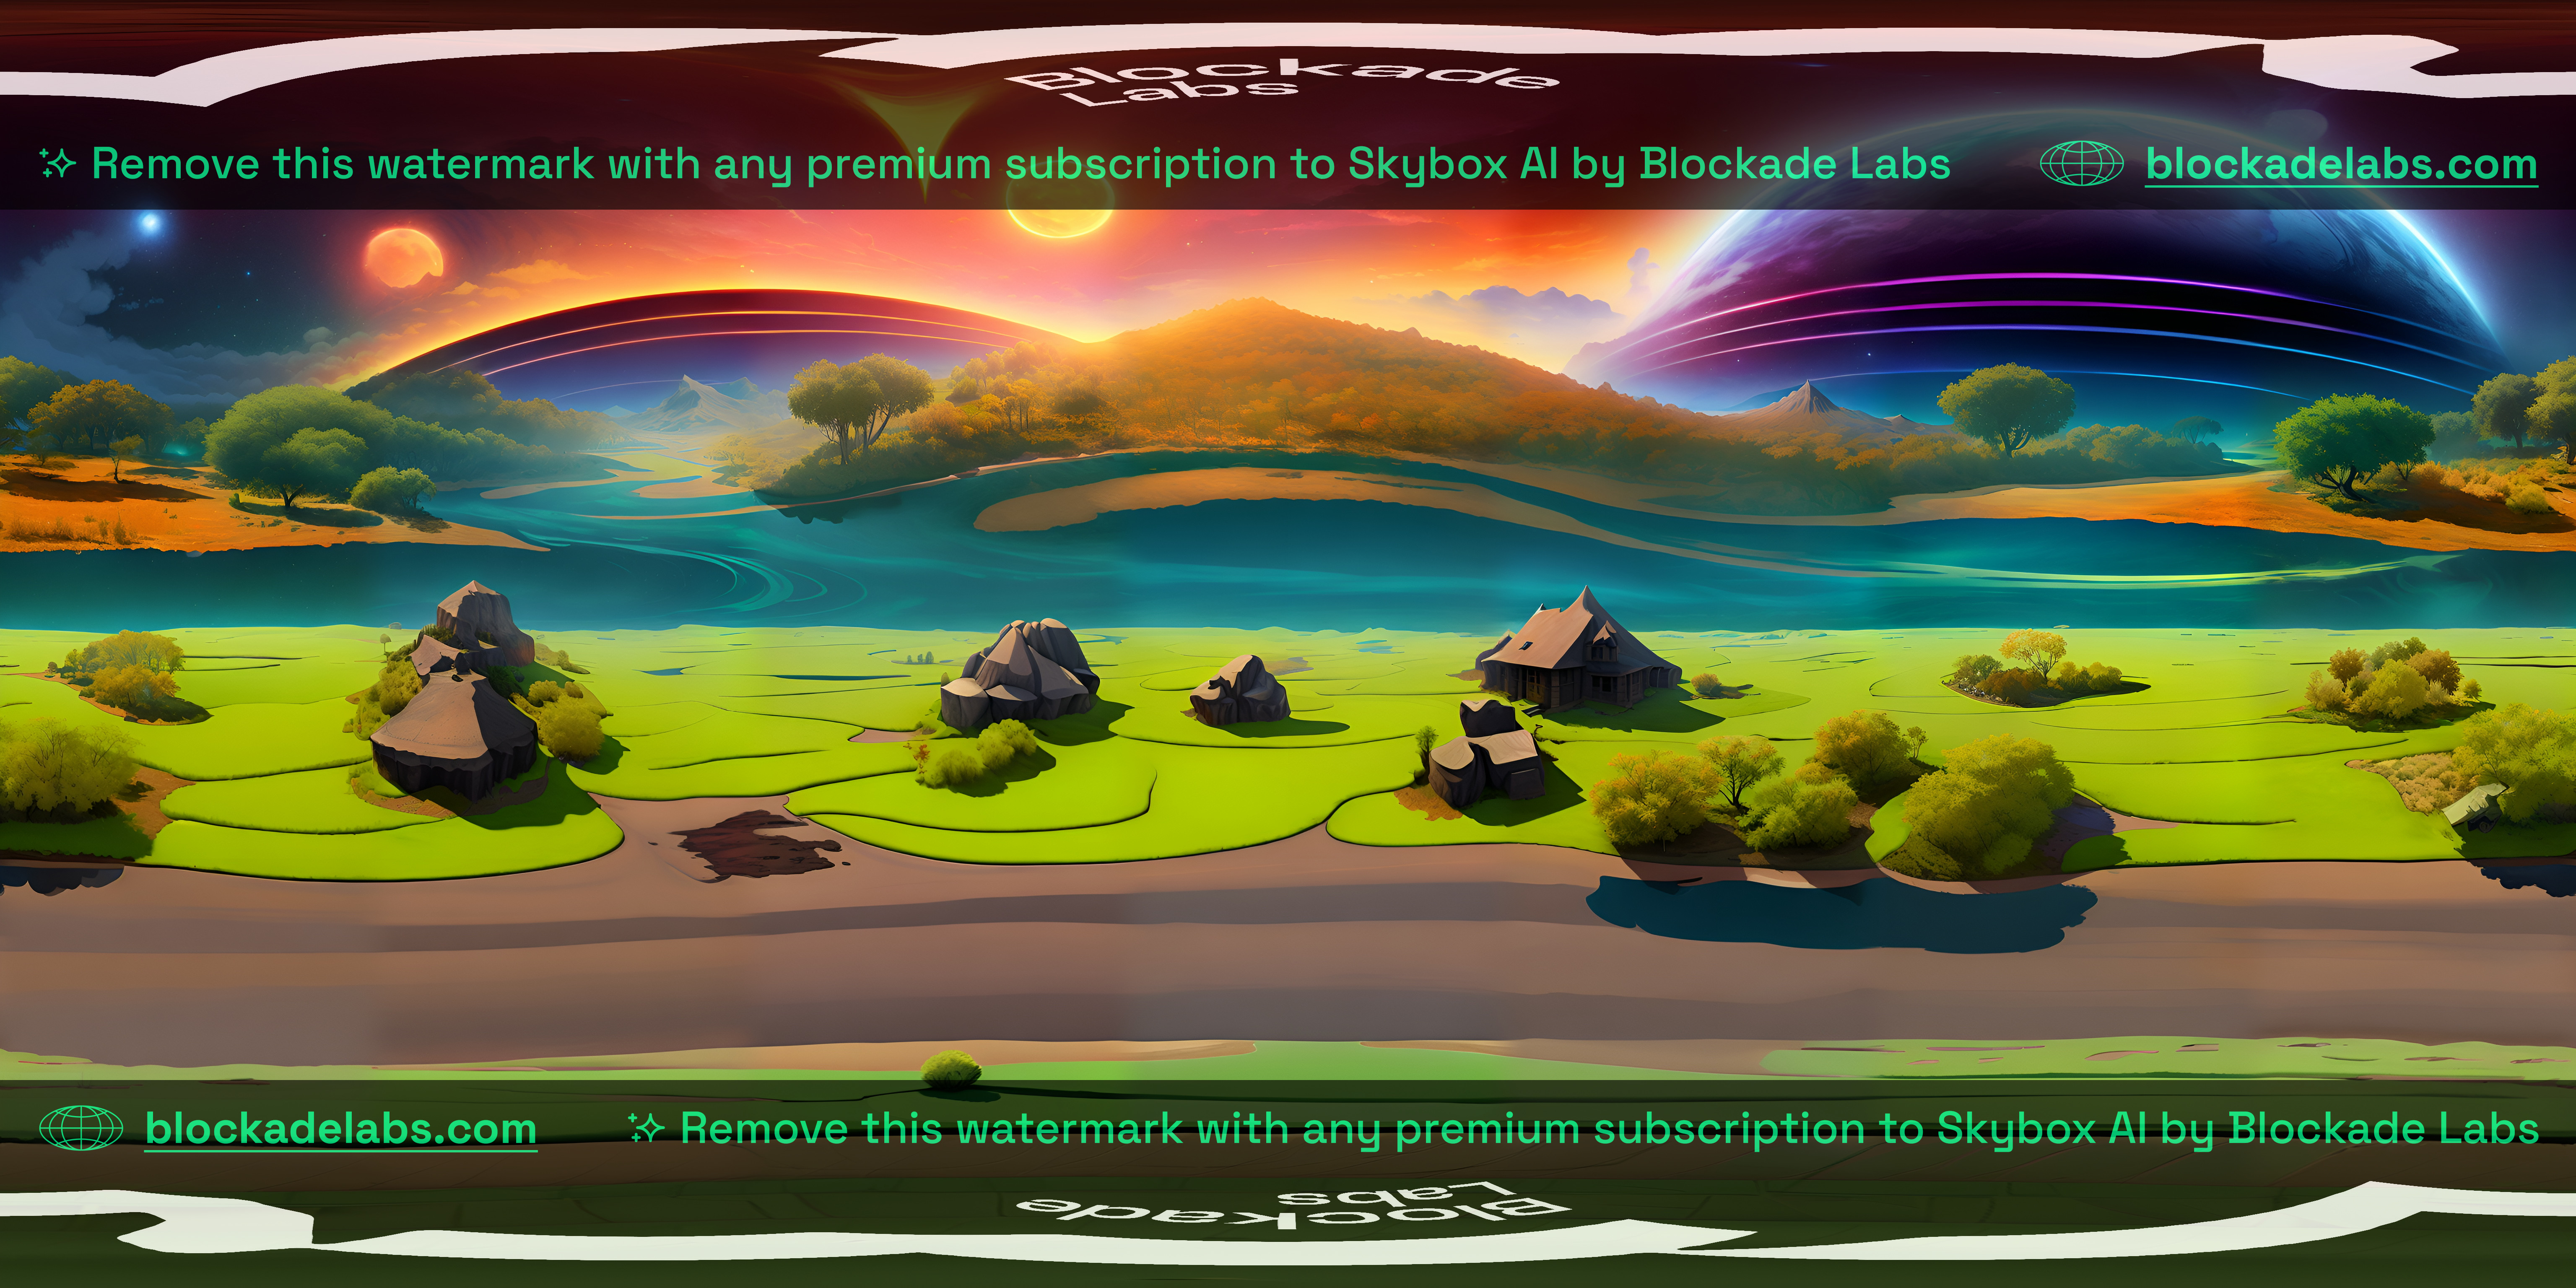 Blockade
Labs
Remove this watermark with any premium subscription to Skybox AI by Blockade Labs
blockadelabs.com
blockadelabs.com
Remove this watermark with any premium subscription to Skybox AI by Blockade Labs
Labs
Blockade